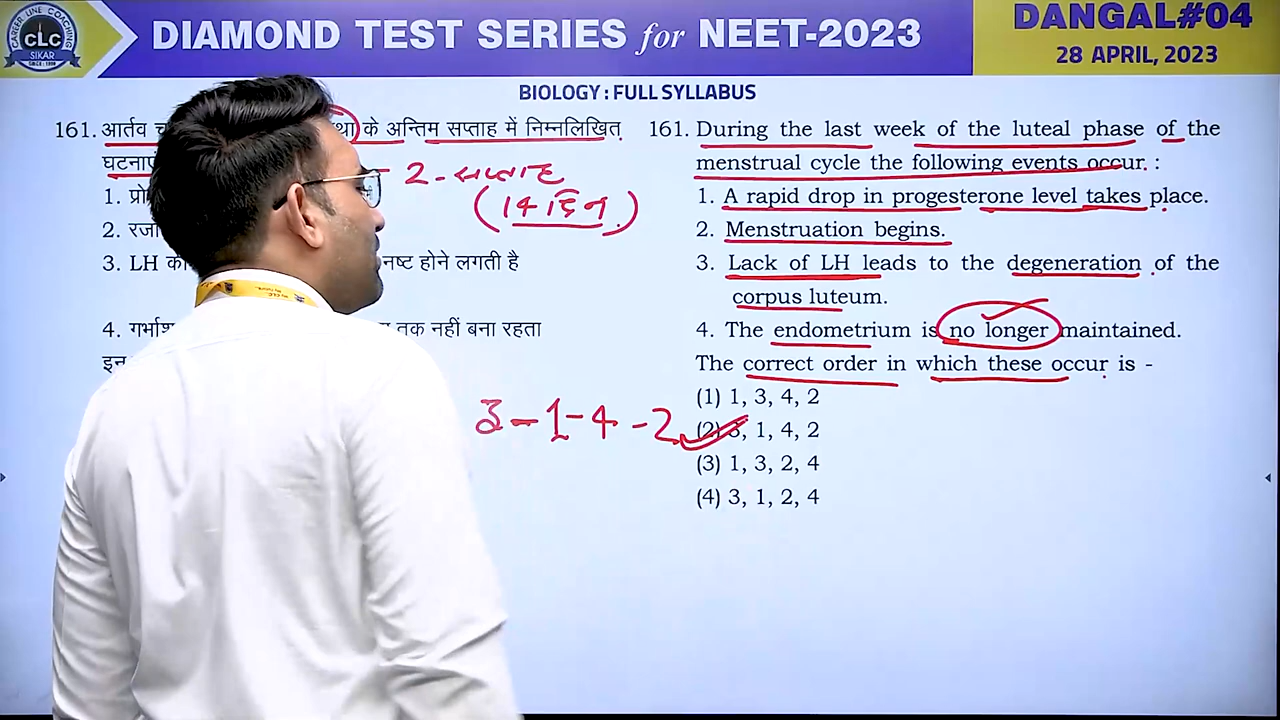 CAREER LINE COACHING
CLC
SIKAR
SINCE : 1996
DIAMOND TEST SERIES for NEET-2023
DANGAL#04
28 APRIL, 2023
BIOLOGY : FULL SYLLABUS
161. आर्तव के अन्तिम सप्ताह में निम्नलिखित
2 - सप्ताह
(14 दिन)
1.
2.
3. LH नष्ट होने लगती है
4. तक नहीं बना रहता
161. During the last week of the luteal phase of the
menstrual cycle the following events occur. :
1. A rapid drop in progesterone level takes place.
2. Menstruation begins.
3. Lack of LH leads to the degeneration of the
corpus luteum.
4. The endometrium is no longer maintained.
The correct order in which these occur is -
(1) 1, 3, 4, 2
3 - 1 - 4 - 2
(2) 3, 1, 4, 2
(3) 1, 3, 2, 4
(4) 3, 1, 2, 4